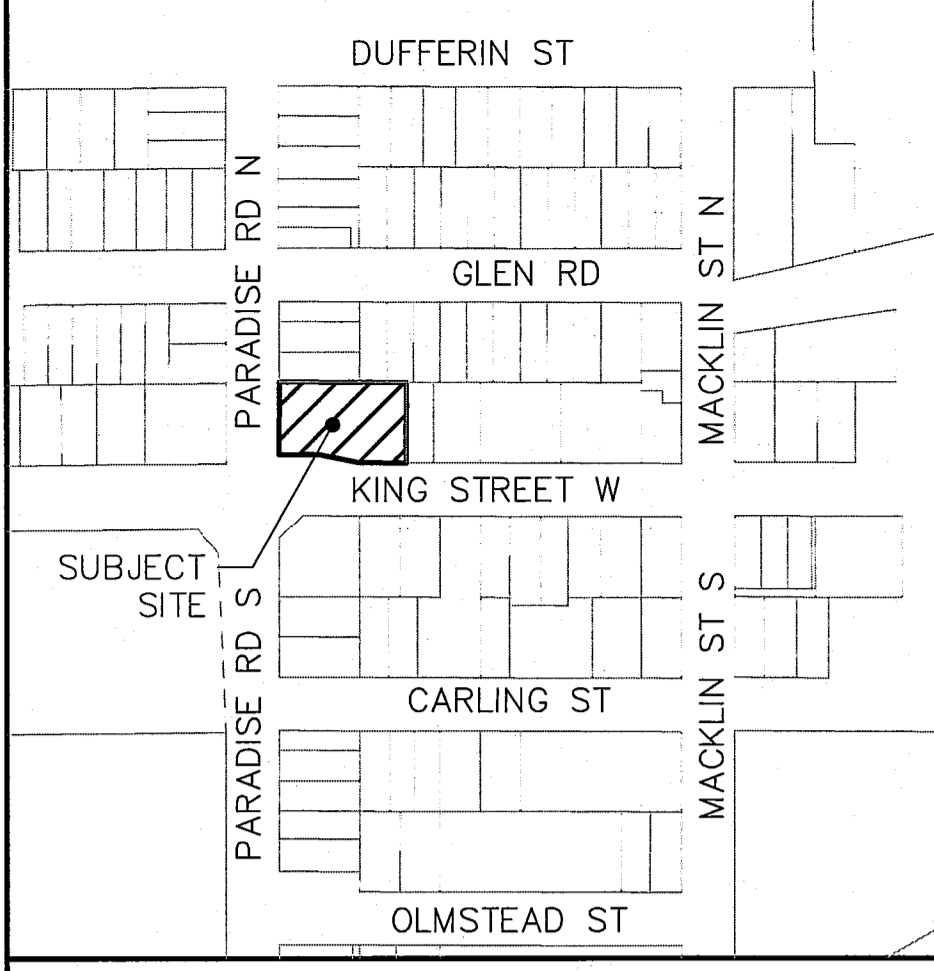 DUFFERIN ST
PARADISE RD N
MACKLIN ST N
GLEN RD
KING STREET W
SUBJECT
SITE
PARADISE RD S
MACKLIN ST S
CARLING ST
OLMSTEAD ST